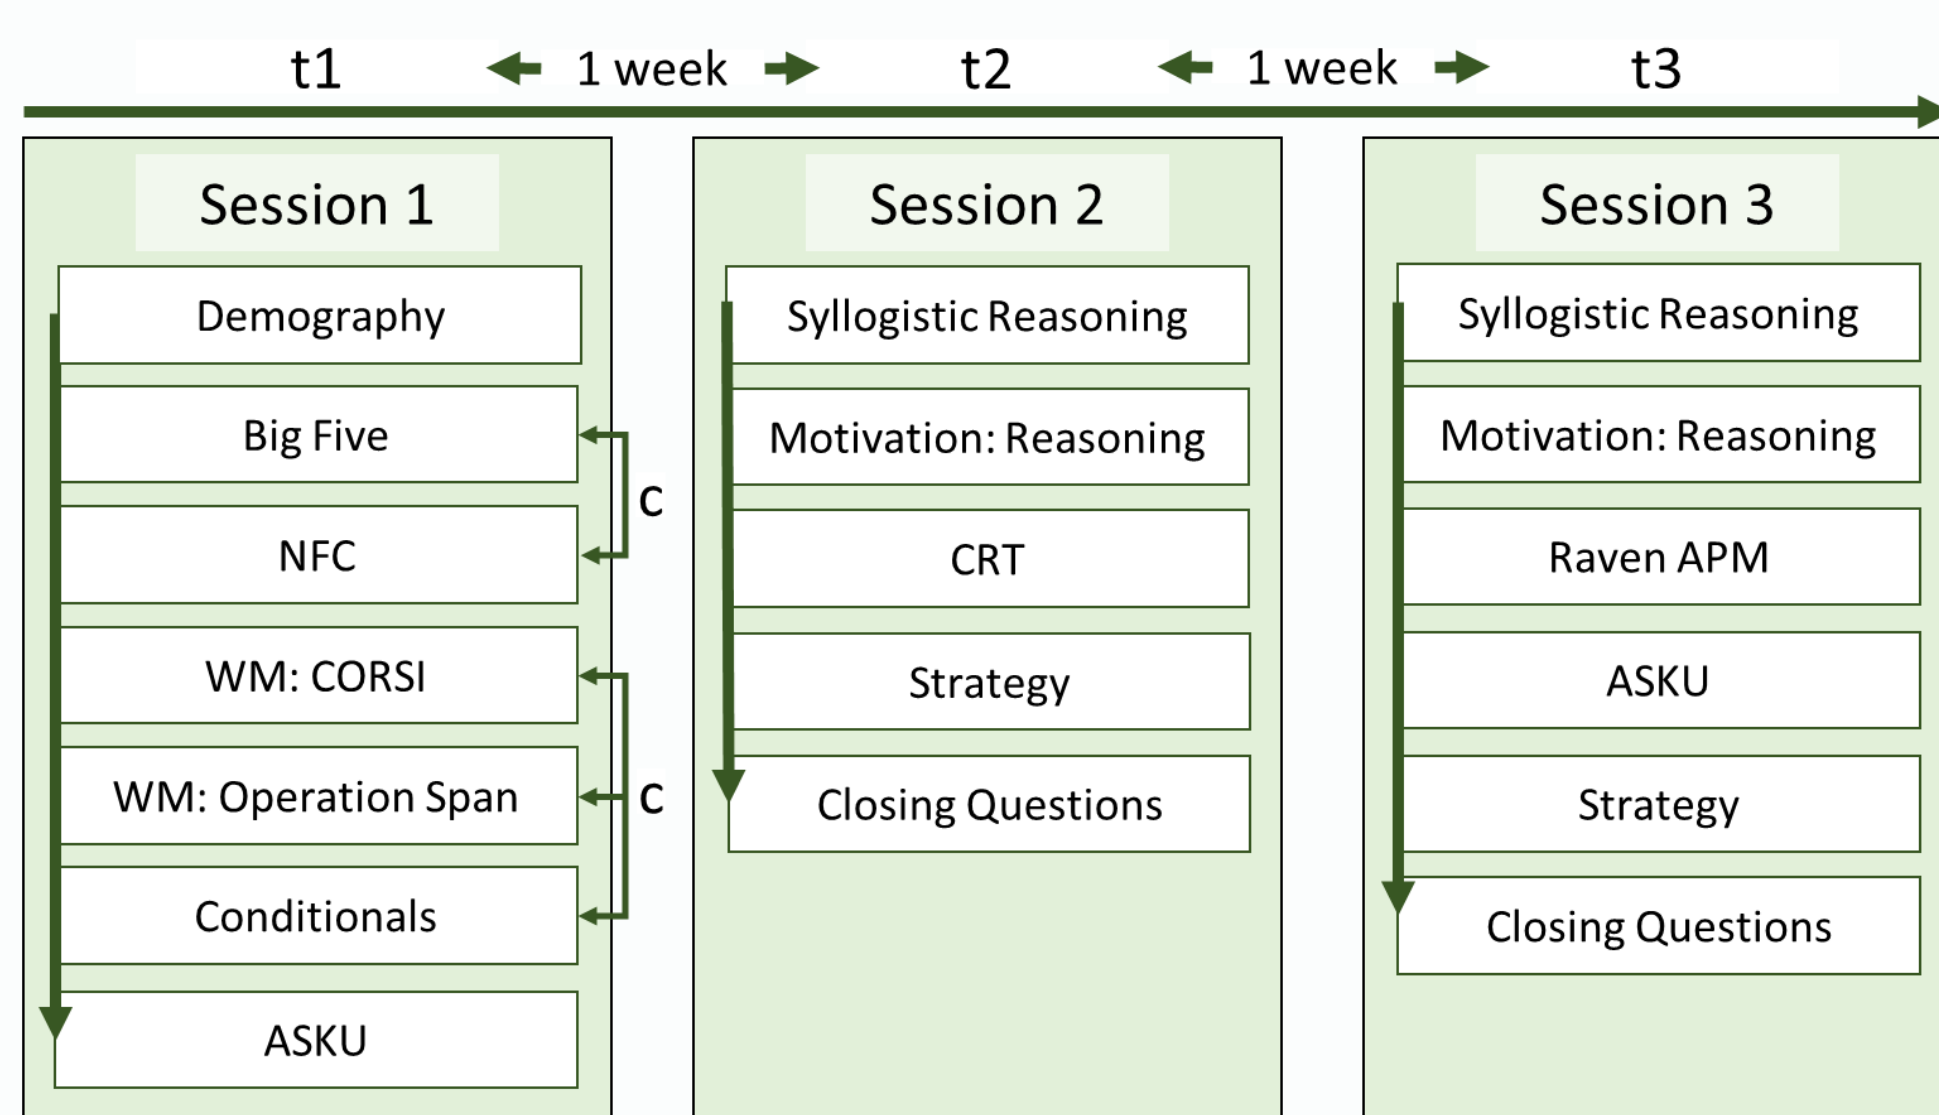 t1 1 week t2 1 week t3
Session 1
Demography
Big Five
NFC
c
WM: CORSI
WM: Operation Span
c
Conditionals
ASKU
Session 2
Syllogistic Reasoning
Motivation: Reasoning
CRT
Strategy
Closing Questions
Session 3
Syllogistic Reasoning
Motivation: Reasoning
Raven APM
ASKU
Strategy
Closing Questions